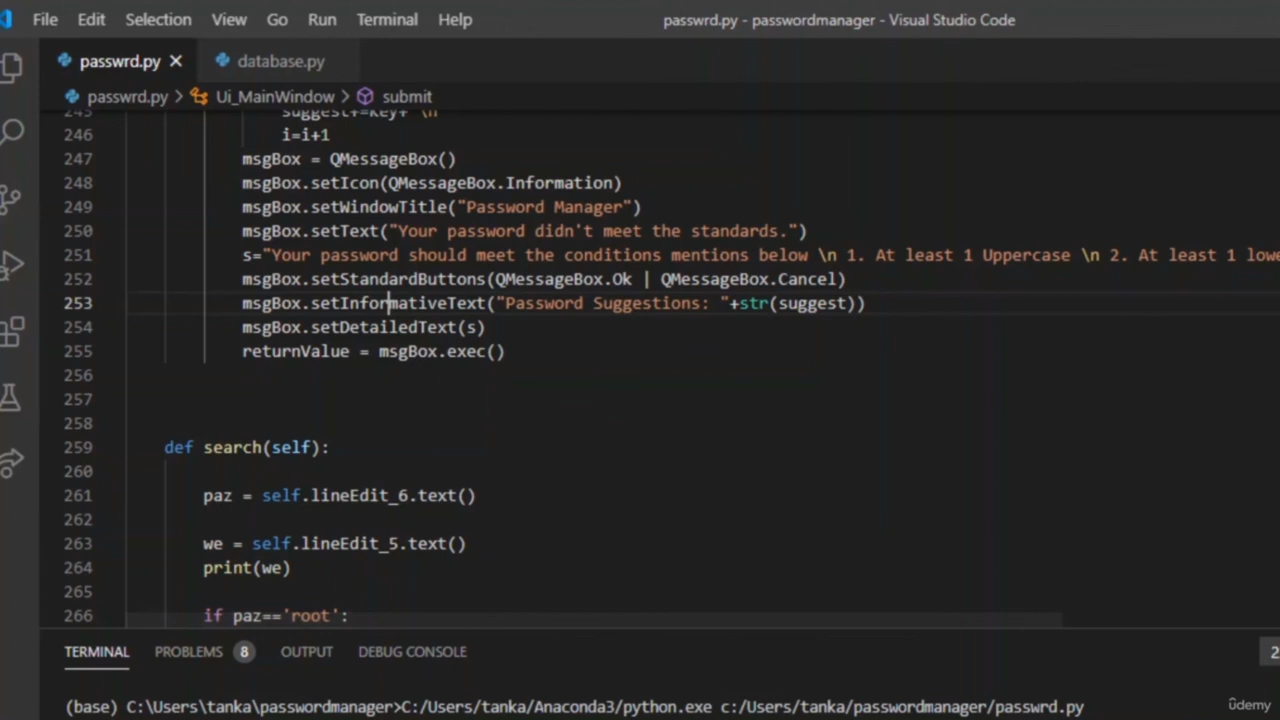 File Edit Selection View Go Run Terminal Help passwrd.py - passwordmanager - Visual Studio Code
passwrd.py × database.py
passwrd.py > Ui_MainWindow > submit
245 suggest+=key+"\n"
246 i=i+1
247 msgBox = QMessageBox()
248 msgBox.setIcon(QMessageBox.Information)
249 msgBox.setWindowTitle("Password Manager")
250 msgBox.setText("Your password didn't meet the standards.")
251 s="Your password should meet the conditions mentions below \n 1. At least 1 Uppercase \n 2. At least 1 lowe
252 msgBox.setStandardButtons(QMessageBox.Ok | QMessageBox.Cancel)
253 msgBox.setInformativeText("Password Suggestions: "+str(suggest))
254 msgBox.setDetailedText(s)
255 returnValue = msgBox.exec()
256
257
258
259 def search(self):
260
261 paz = self.lineEdit_6.text()
262
263 we = self.lineEdit_5.text()
264 print(we)
265
266 if paz=='root':
TERMINAL PROBLEMS 8 OUTPUT DEBUG CONSOLE 2
(base) C:\Users\tanka\passwordmanager>C:/Users/tanka/Anaconda3/python.exe c:/Users/tanka/passwordmanager/passwrd.py
ûdemy